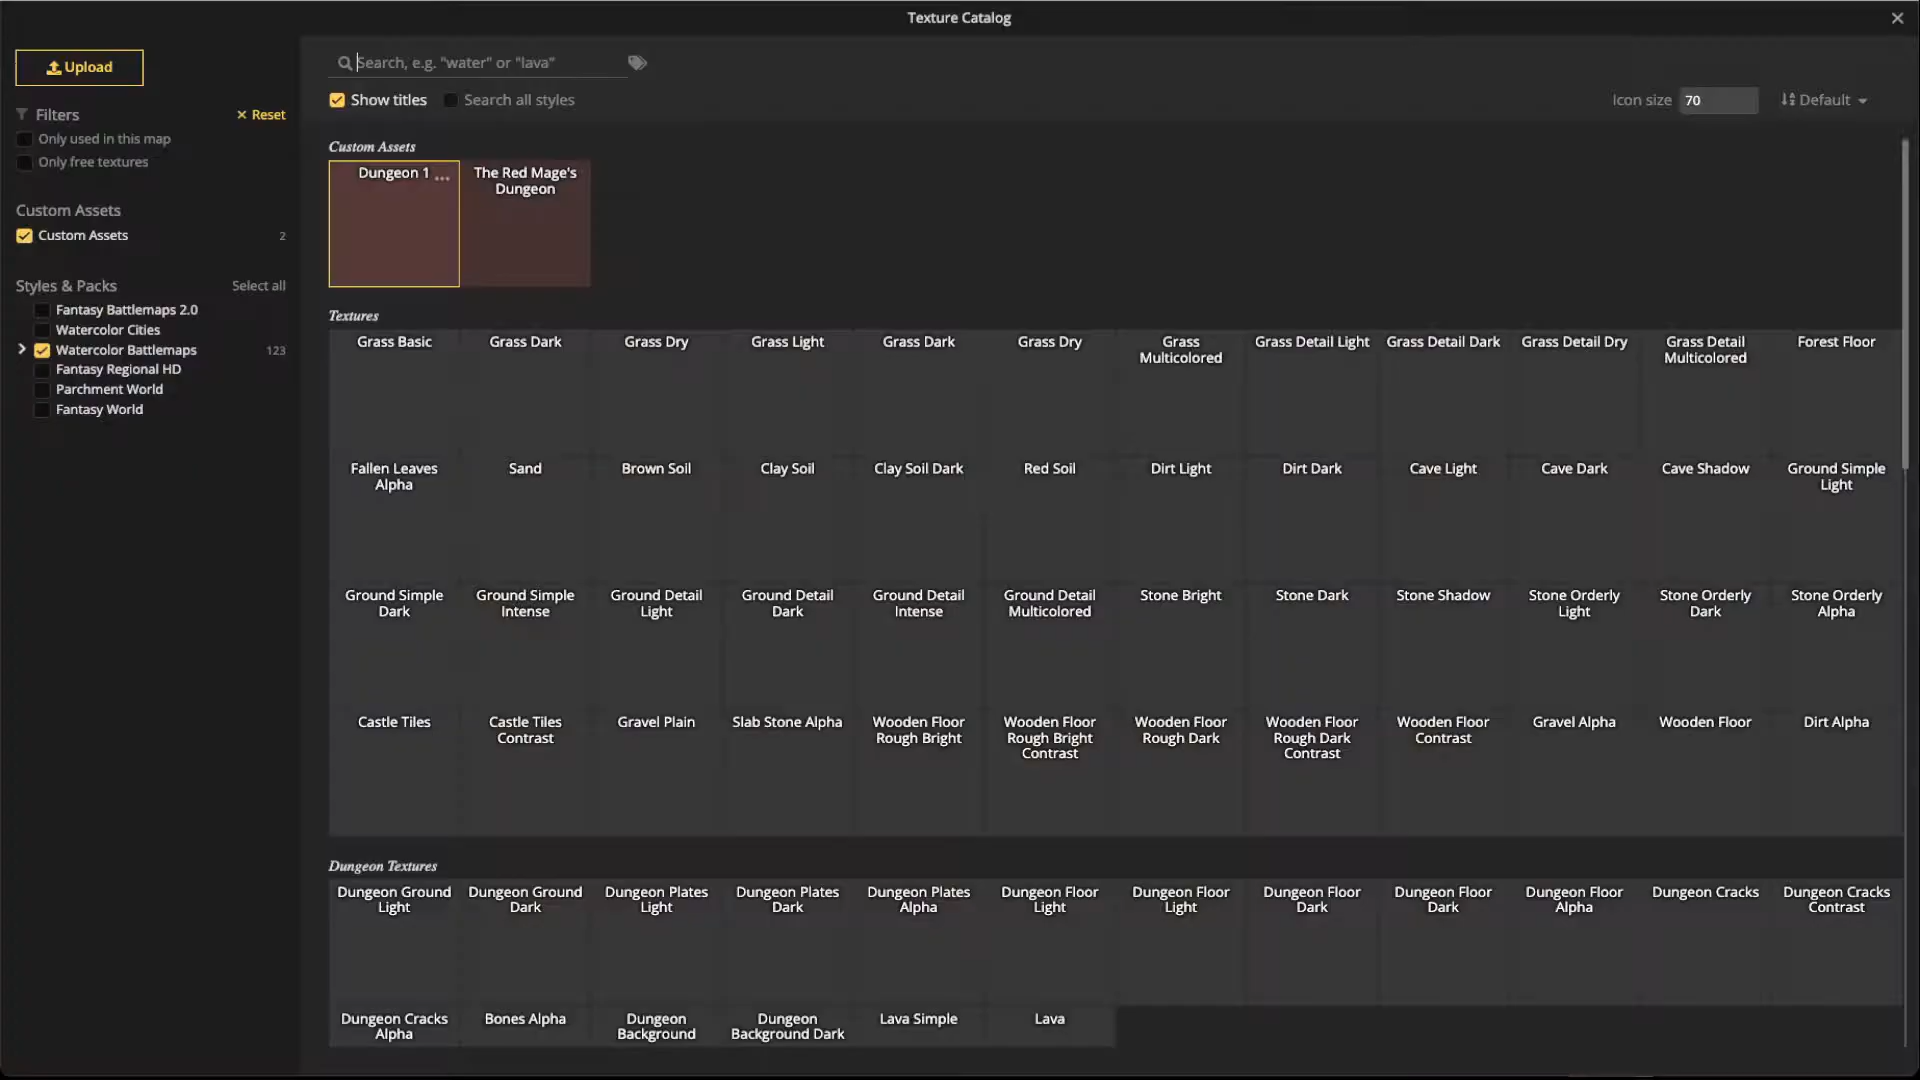 Texture Catalog
Upload
Search, e.g. "water" or "lava"
Show titles
Search all styles
Icon size
70
Default
Filters
Reset
Only used in this map
Only free textures
Custom Assets
Custom Assets
2
Styles & Packs
Select all
Fantasy Battlemaps 2.0
Watercolor Cities
Watercolor Battlemaps
123
Fantasy Regional HD
Parchment World
Fantasy World
Custom Assets
Dungeon 1
...
The Red Mage's
Dungeon
Textures
Grass Basic
Grass Dark
Grass Dry
Grass Light
Grass Dark
Grass Dry
Grass
Multicolored
Grass Detail Light
Grass Detail Dark
Grass Detail Dry
Grass Detail
Multicolored
Forest Floor
Fallen Leaves
Alpha
Sand
Brown Soil
Clay Soil
Clay Soil Dark
Red Soil
Dirt Light
Dirt Dark
Cave Light
Cave Dark
Cave Shadow
Ground Simple
Light
Ground Simple
Dark
Ground Simple
Intense
Ground Detail
Light
Ground Detail
Dark
Ground Detail
Intense
Ground Detail
Multicolored
Stone Bright
Stone Dark
Stone Shadow
Stone Orderly
Light
Stone Orderly
Dark
Stone Orderly
Alpha
Castle Tiles
Castle Tiles
Contrast
Gravel Plain
Slab Stone Alpha
Wooden Floor
Rough Bright
Wooden Floor
Rough Bright
Contrast
Wooden Floor
Rough Dark
Wooden Floor
Rough Dark
Contrast
Wooden Floor
Contrast
Gravel Alpha
Wooden Floor
Dirt Alpha
Dungeon Textures
Dungeon Ground
Light
Dungeon Ground
Dark
Dungeon Plates
Light
Dungeon Plates
Dark
Dungeon Plates
Alpha
Dungeon Floor
Light
Dungeon Floor
Light
Dungeon Floor
Dark
Dungeon Floor
Dark
Dungeon Floor
Alpha
Dungeon Cracks
Dungeon Cracks
Contrast
Dungeon Cracks
Alpha
Bones Alpha
Dungeon
Background
Dungeon
Background Dark
Lava Simple
Lava